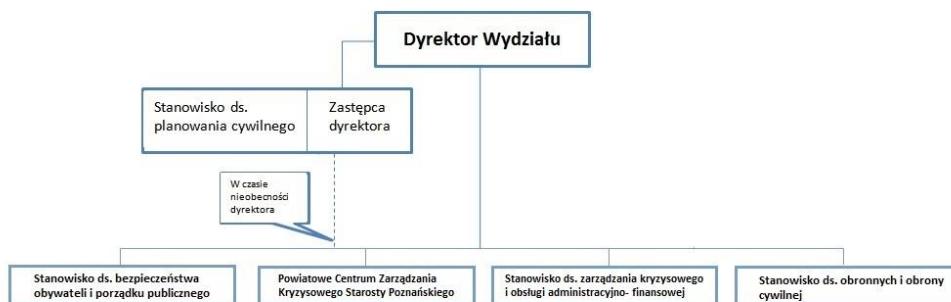 Dyrektor Wydziału
Stanowisko ds.
planowania cywilnego
Zastępca
dyrektora
W czasie
nieobecności
dyrektora
Stanowisko ds. bezpieczeństwa
obywateli i porządku publicznego
Powiatowe Centrum Zarządzania
Kryzysowego Starosty Poznańskiego
Stanowisko ds. zarządzania kryzysowego
i obsługi administracyjno- finansowej
Stanowisko ds. obronnych i obrony
cywilnej